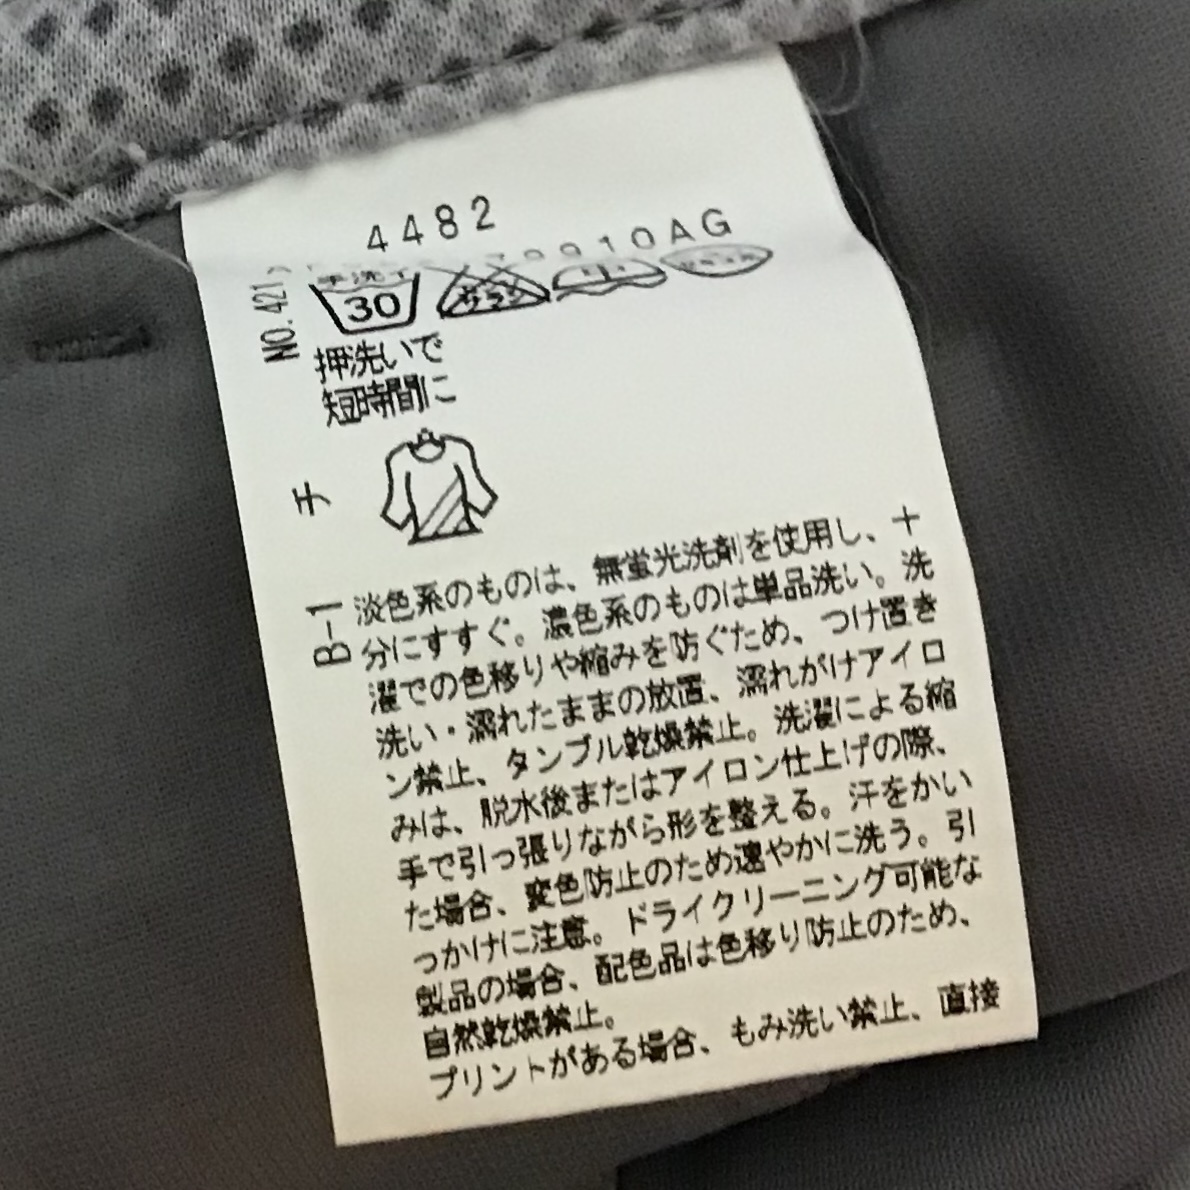 4482
10AG
NO.421
手洗イ
30
押洗いで
短時間に
チ
B-1
淡色系のものは、無蛍光洗剤を使用し、十
分にすすぐ。濃色系のものは単品洗い。洗
濯での色移りや縮みを防ぐため、つけ置き
洗い・濡れたままの放置、濡れがけアイロ
ン禁止、タンブル乾燥禁止。洗濯による縮
みは、脱水後またはアイロン仕上げの際、
手で引っ張りながら形を整える。汗をかい
た場合、変色防止のため速やかに洗う。引
っかけに注意。ドライクリーニング可能な
製品の場合、配色品は色移り防止のため、
自然乾燥禁止。
プリントがある場合、もみ洗い禁止、直接